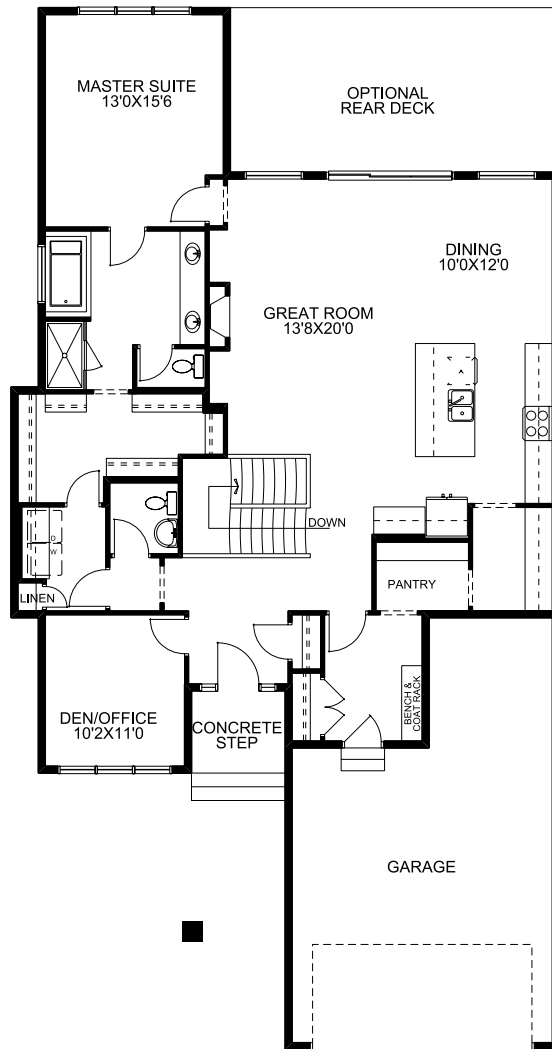 MASTER SUITE
13'0X15'6
OPTIONAL
REAR DECK
DINING
10'0X12'0
GREAT ROOM
13'8X20'0
DOWN
D
W
LINEN
PANTRY
BENCH &
COAT RACK
DEN/OFFICE
10'2X11'0
CONCRETE
STEP
GARAGE